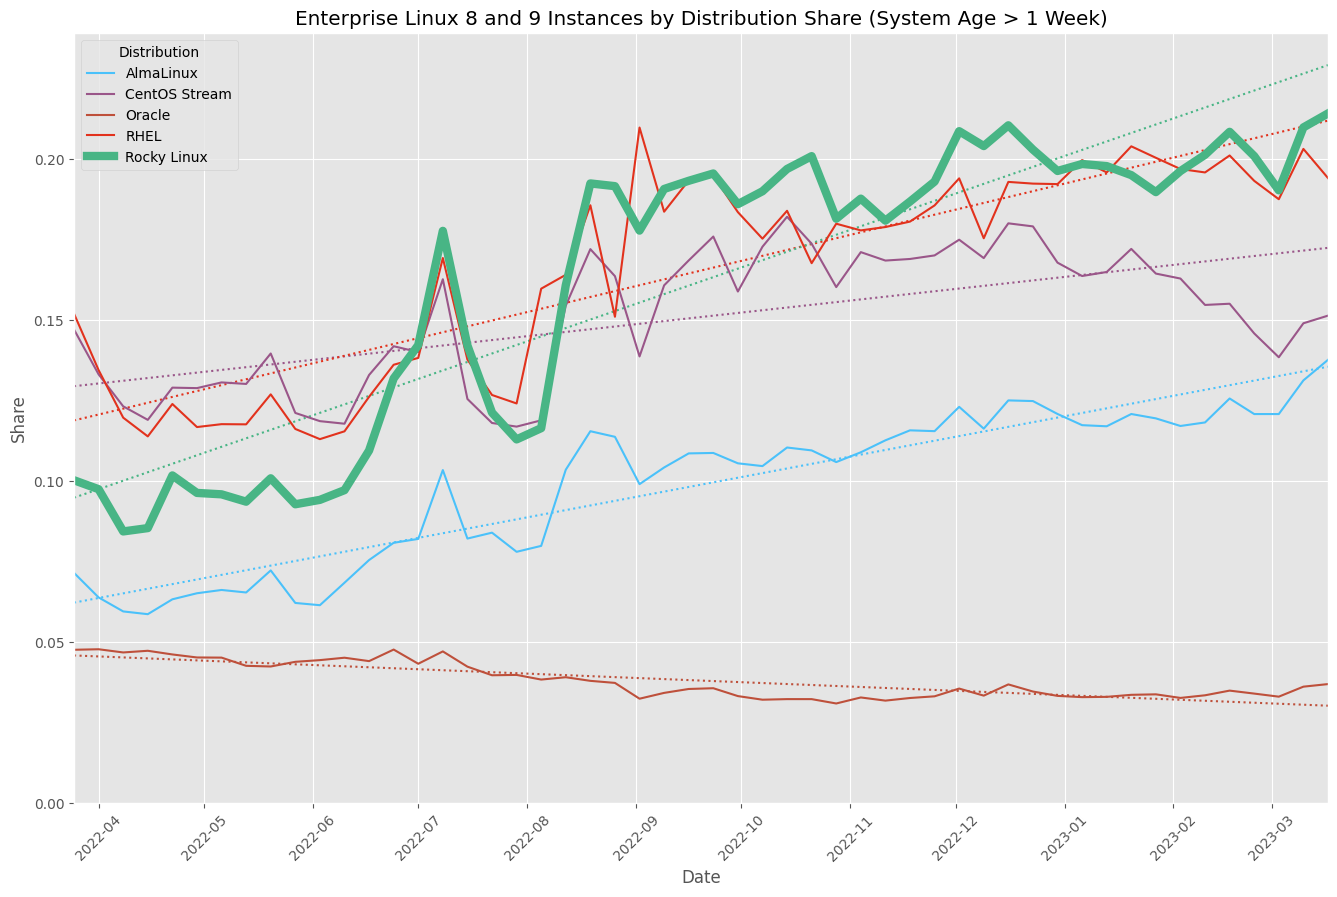 Enterprise Linux 8 and 9 Instances by Distribution Share (System Age > 1 Week)
Distribution
AlmaLinux
CentOS Stream
Oracle
RHEL
Rocky Linux
Share
0.20
0.15
0.10
0.05
0.00
2022-04
2022-05
2022-06
2022-07
2022-08
2022-09
2022-10
2022-11
2022-12
2023-01
2023-02
2023-03
Date